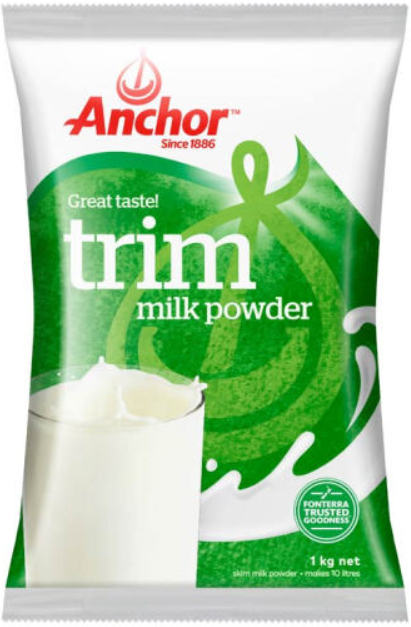 Anchor™
Since 1886
Great taste!
trim
milk powder
FONTERRA
TRUSTED
GOODNESS
1 kg net
skim milk powder • makes 10 litres